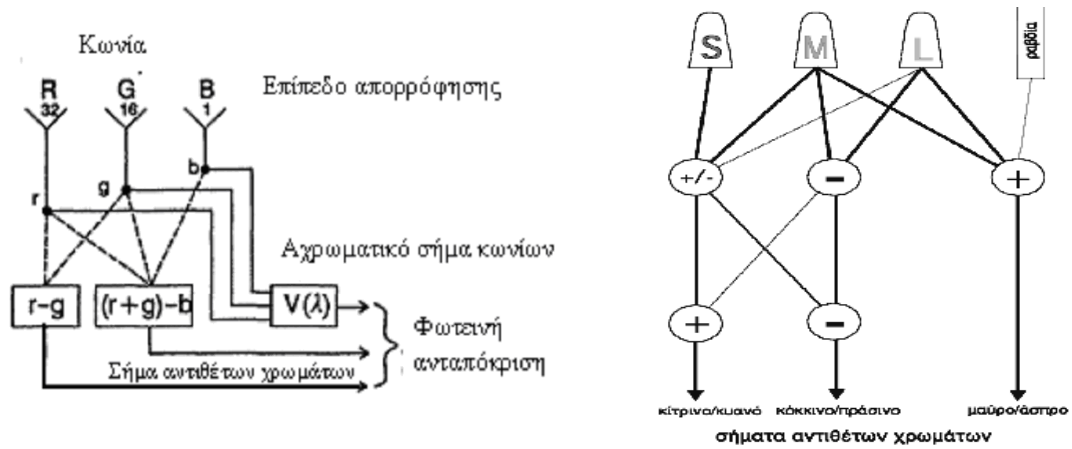 Κωνία
R G B
32 16 1
Επίπεδο απορρόφησης
b
g
r
Αχρωματικό σήμα κωνίων
r-g (r+g)-b V(λ)
Φωτεινή
ανταπόκριση
Σήμα αντιθέτων χρωμάτων
S M L ραβδία
+/- - +
+ -
κίτρινο/κυανό κόκκινο/πράσινο μαύρο/άσπρο
σήματα αντιθέτων χρωμάτων